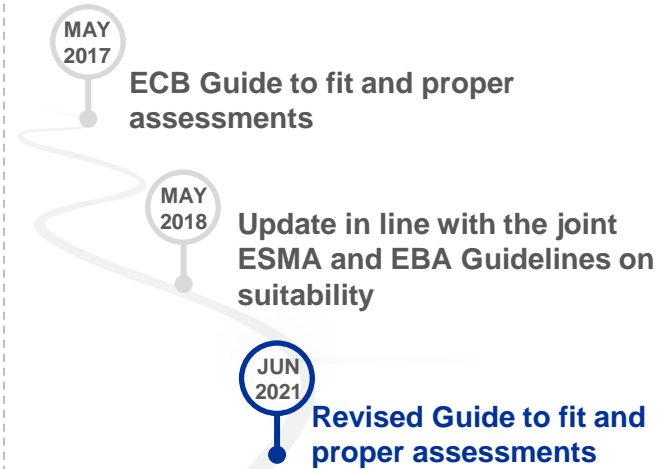 MAY
2017
ECB Guide to fit and proper
assessments
MAY
2018
Update in line with the joint
ESMA and EBA Guidelines on
suitability
JUN
2021
Revised Guide to fit and
proper assessments